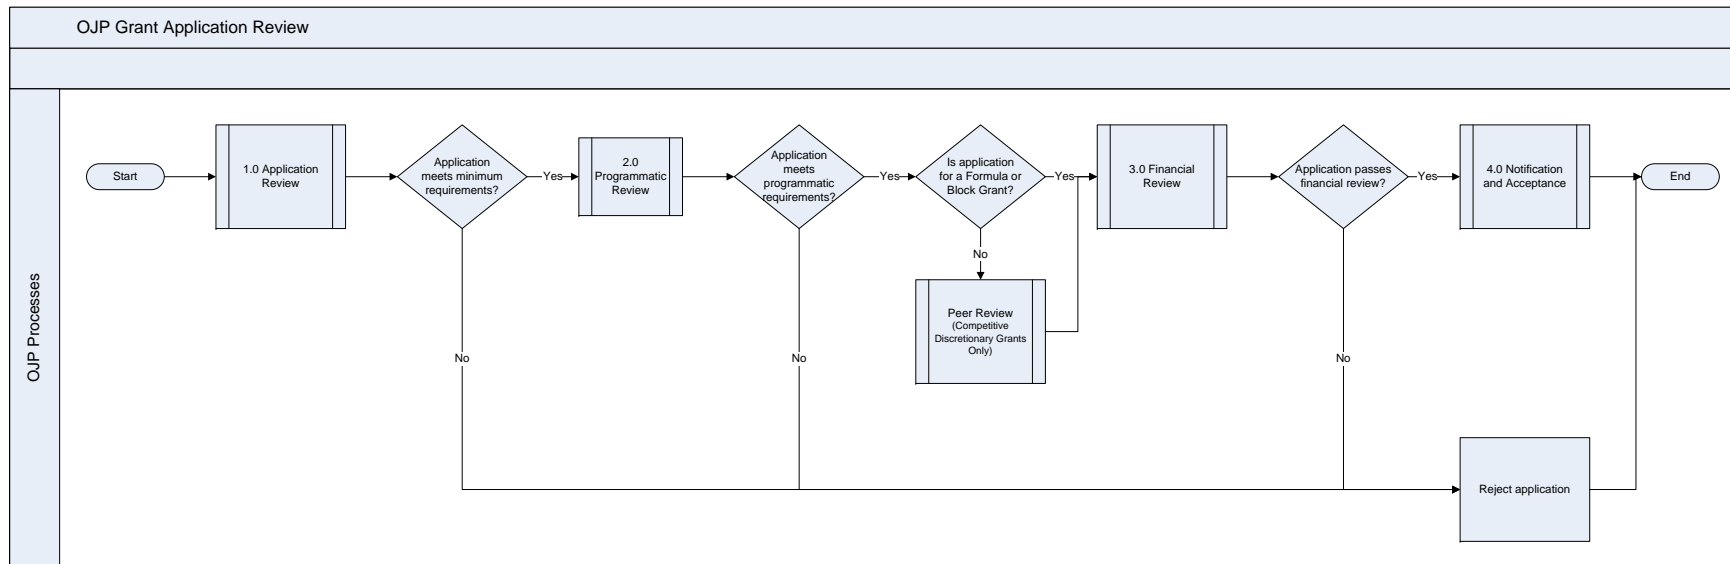 OJP Grant Application Review
OJP Processes
Start
1.0 Application
Review
Application
meets minimum
requirements?
Yes
2.0
Programmatic
Review
Application
meets
programmatic
requirements?
Yes
Is application
for a Formula or
Block Grant?
Yes
3.0 Financial
Review
Application passes
financial review?
Yes
4.0 Notification
and Acceptance
End
No
Peer Review
(Competitive
Discretionary Grants
Only)
No
No
No
Reject application